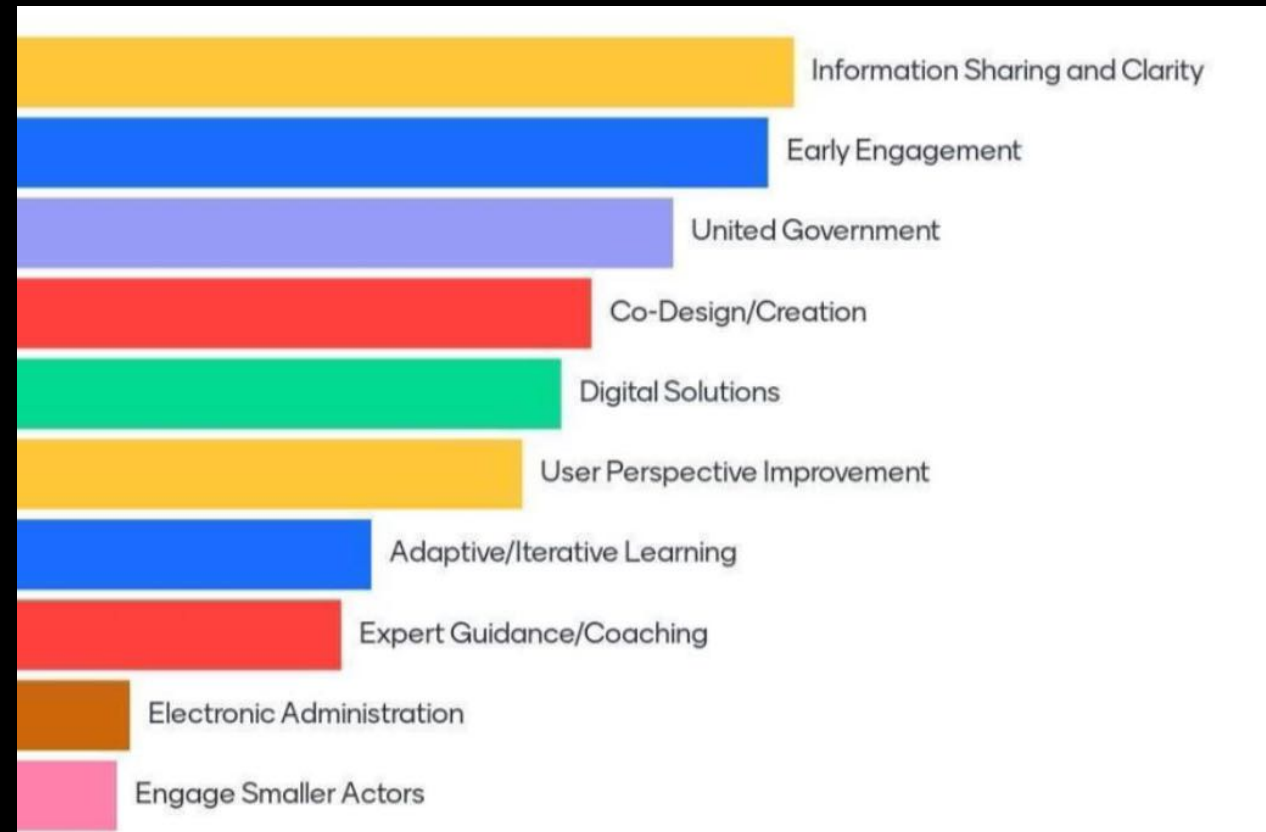 Information Sharing and Clarity
Early Engagement
United Government
Co-Design/Creation
Digital Solutions
User Perspective Improvement
Adaptive/Iterative Learning
Expert Guidance/Coaching
Electronic Administration
Engage Smaller Actors